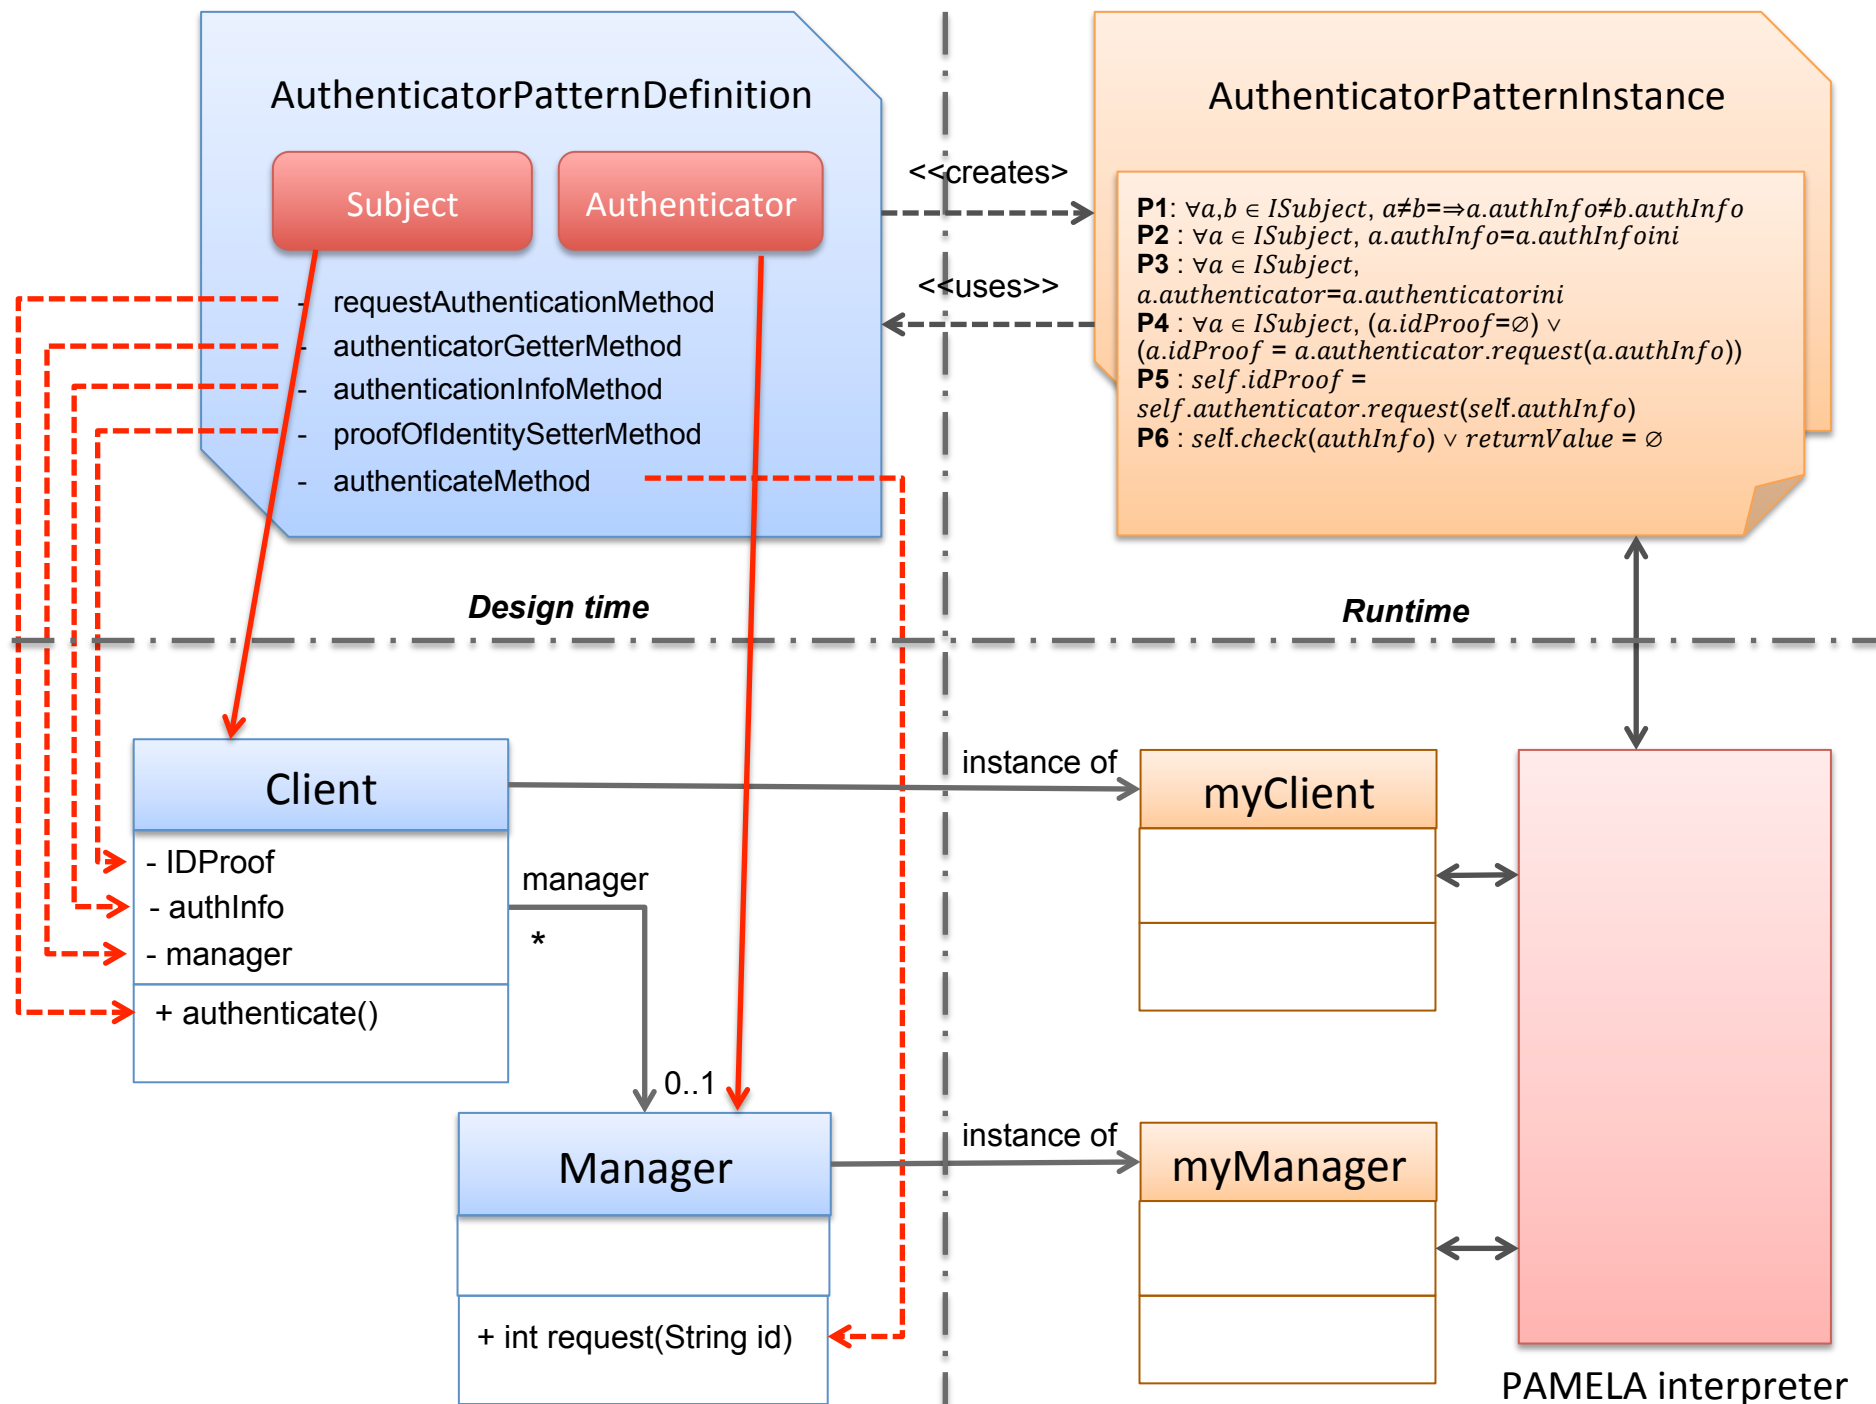 AuthenticatorPatternDefinition
Subject
Authenticator
- requestAuthenticationMethod
- authenticatorGetterMethod
- authenticationInfoMethod
- proofOfIdentitySetterMethod
- authenticateMethod
<<creates>
<<uses>>
AuthenticatorPatternInstance
P1: ∀a,b ∈ ISubject, a≠b=⇒a.authInfo≠b.authInfo
P2 : ∀a ∈ ISubject, a.authInfo=a.authInfoini
P3 : ∀a ∈ ISubject,
a.authenticator=a.authenticatorini
P4 : ∀a ∈ ISubject, (a.idProof=∅) ∨
(a.idProof = a.authenticator.request(a.authInfo))
P5 : self.idProof =
self.authenticator.request(self.authInfo)
P6 : self.check(authInfo) ∨ returnValue = ∅
Design time
Runtime
Client
- IDProof
- authInfo
- manager
+ authenticate()
manager
*
0..1
Manager
+ int request(String id)
instance of
myClient
instance of
myManager
PAMELA interpreter